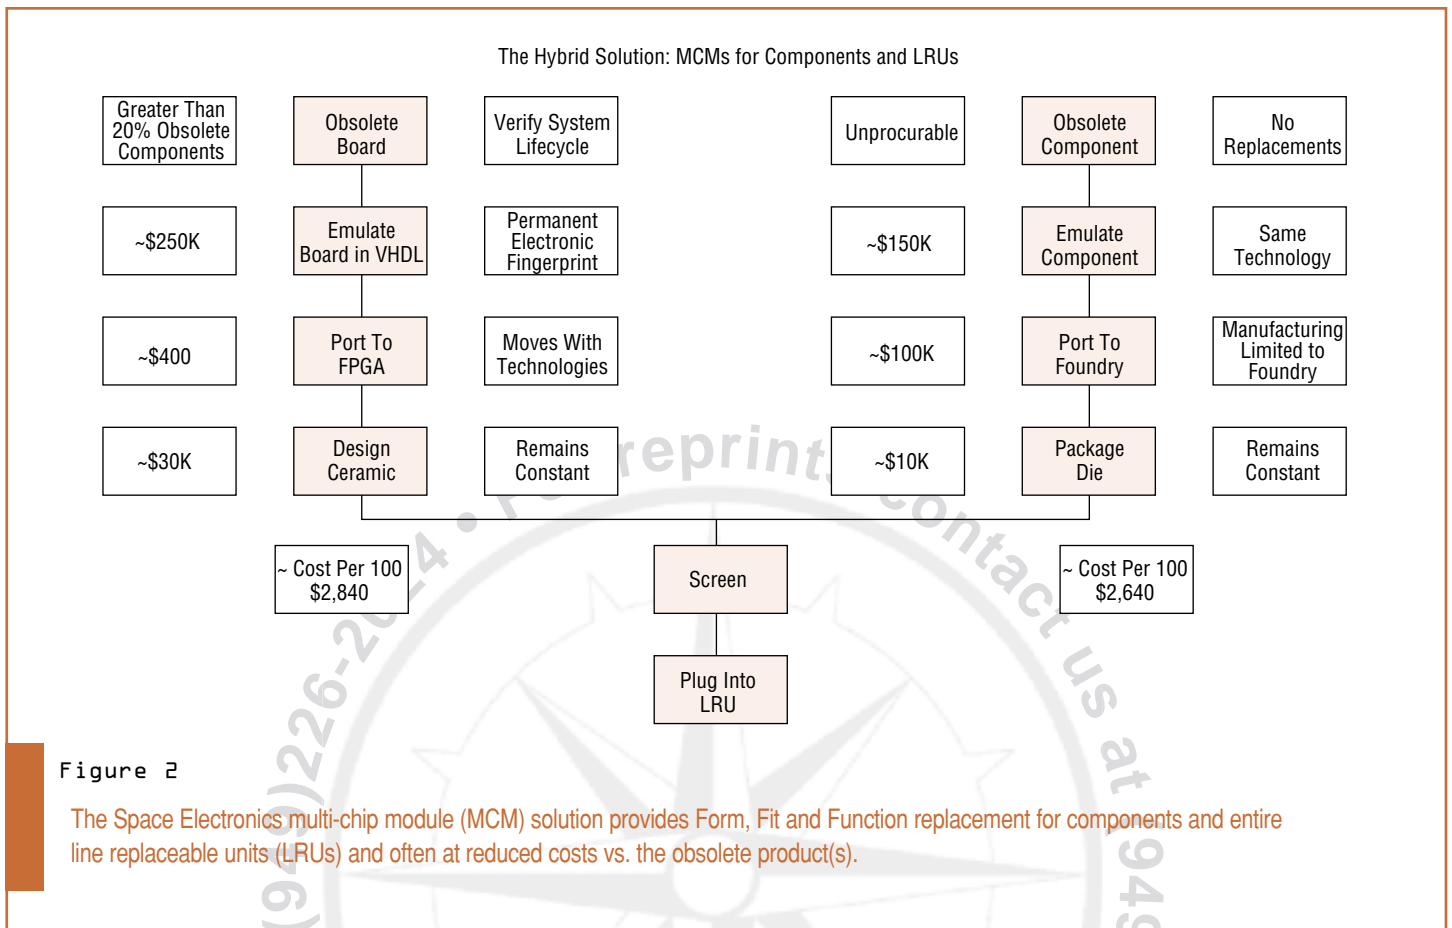 The Hybrid Solution: MCMs for Components and LRUs
Greater Than
20% Obsolete
Components
Obsolete
Board
Verify System
Lifecycle
Unprocurable
Obsolete
Component
No
Replacements
~$250K
Emulate
Board in VHDL
Permanent
Electronic
Fingerprint
~$150K
Emulate
Component
Same
Technology
~$400
Port To
FPGA
Moves With
Technologies
~$100K
Port To
Foundry
Manufacturing
Limited to
Foundry
~$30K
Design
Ceramic
Remains
Constant
~$10K
Package
Die
Remains
Constant
~ Cost Per 100
$2,840
Screen
~ Cost Per 100
$2,640
Plug Into
LRU
Figure 2
The Space Electronics multi-chip module (MCM) solution provides Form, Fit and Function replacement for components and entire
line replaceable units (LRUs) and often at reduced costs vs. the obsolete product(s).
reprints contact us at (949